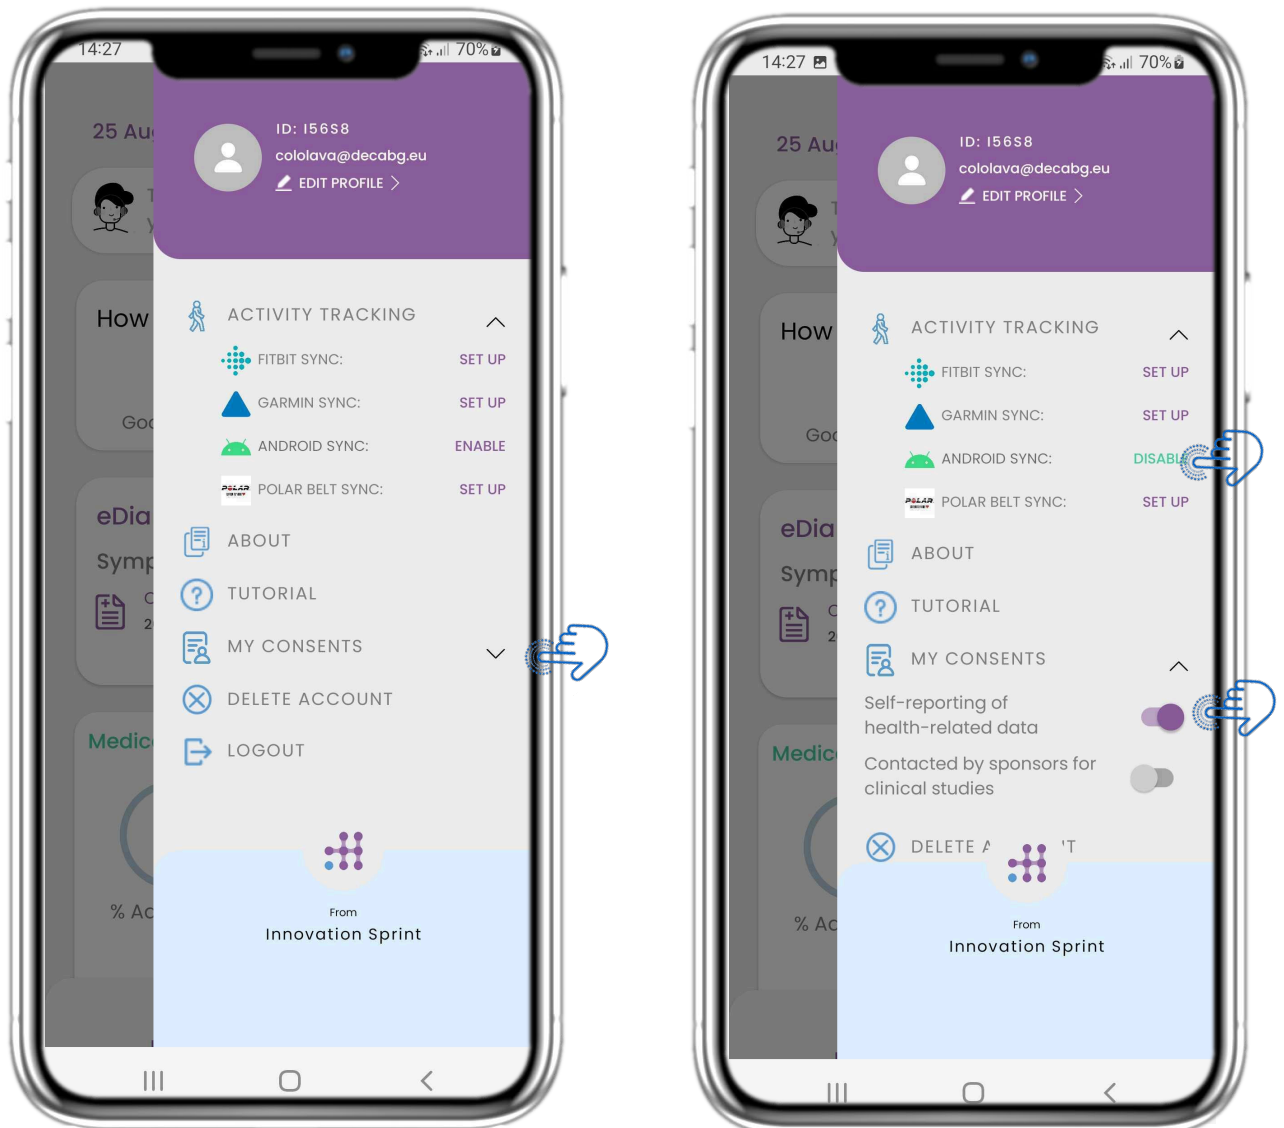 14:27
70%
25 Au
ID: I56S8
cololava@decabg.eu
EDIT PROFILE
How
ACTIVITY TRACKING
FITBIT SYNC: SET UP
GARMIN SYNC: SET UP
Goo
ANDROID SYNC: ENABLE
POLAR BELT SYNC: SET UP
eDia
ABOUT
Symp
TUTORIAL
MY CONSENTS
DELETE ACCOUNT
Medic
LOGOUT
% Ac
From
Innovation Sprint
14:27
70%
25 Au
ID: I56S8
cololava@decabg.eu
EDIT PROFILE
How
ACTIVITY TRACKING
FITBIT SYNC: SET UP
GARMIN SYNC: SET UP
Goo
ANDROID SYNC: DISABL
POLAR BELT SYNC: SET UP
eDia
ABOUT
Symp
TUTORIAL
MY CONSENTS
Self-reporting of
health-related data
Medic
Contacted by sponsors for
clinical studies
DELETE A T
% Ac
From
Innovation Sprint